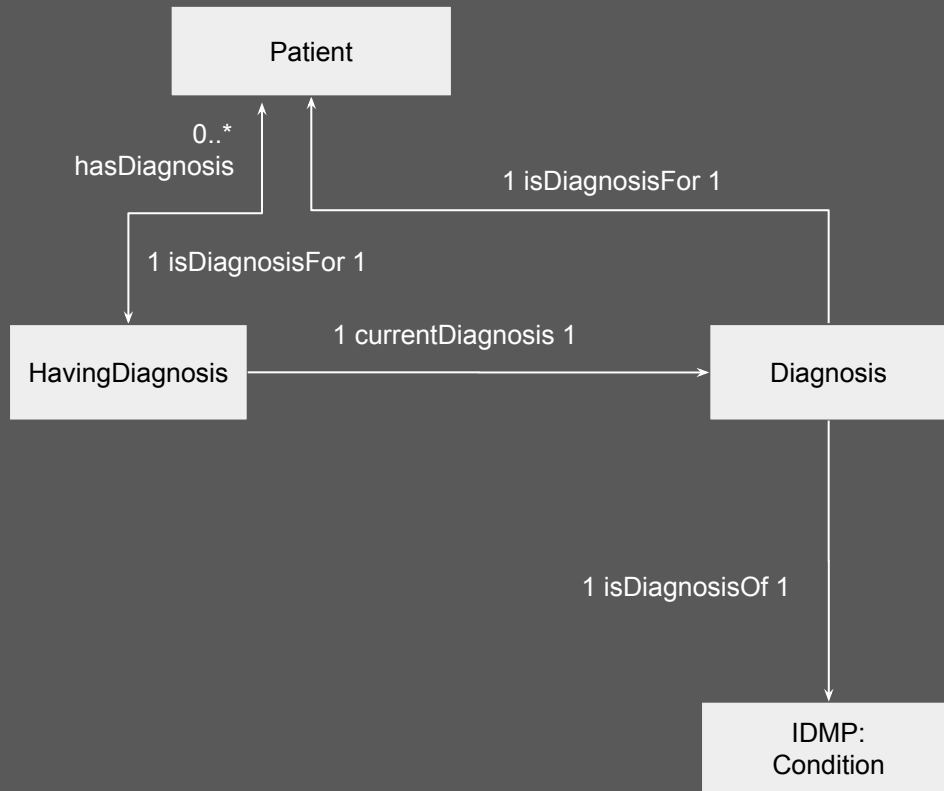 Patient
0..*
hasDiagnosis
1 isDiagnosisFor 1
1 isDiagnosisFor 1
1 currentDiagnosis 1
HavingDiagnosis
Diagnosis
1 isDiagnosisOf 1
IDMP:
Condition